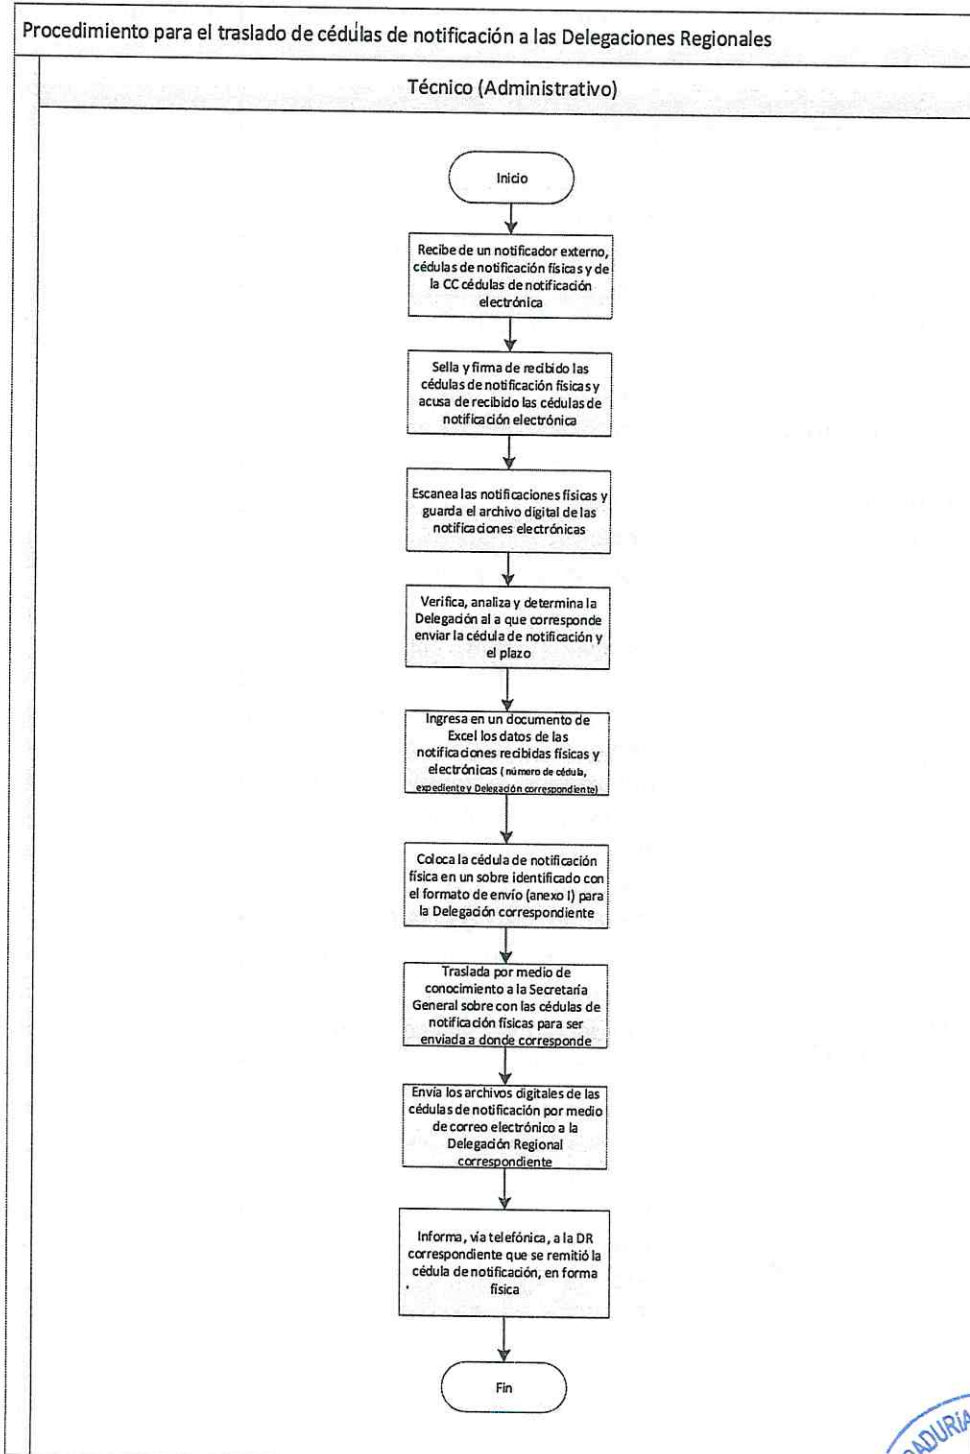 Procedimiento para el traslado de cédulas de notificación a las Delegaciones Regionales
Técnico (Administrativo)
Inicio
Recibe de un notificador externo,
cédulas de notificación físicas y de
la CC cédulas de notificación
electrónica
Sella y firma de recibido las
cédulas de notificación físicas y
acusa de recibido las cédulas de
notificación electrónica
Escanea las notificaciones físicas y
guarda el archivo digital de las
notificaciones electrónicas
Verifica, analiza y determina la
Delegación al a que corresponde
enviar la cédula de notificación y
el plazo
Ingresa en un documento de
Excel los datos de las
notificaciones recibidas físicas y
electrónicas ( número de cédula,
expediente y Delegación correspondiente)
Coloca la cédula de notificación
física en un sobre identificado con
el formato de envío (anexo I) para
la Delegación correspondiente
Traslada por medio de
conocimiento a la Secretaría
General sobre con las cédulas de
notificación físicas para ser
enviada a donde corresponde
Envía los archivos digitales de las
cédulas de notificación por medio
de correo electrónico a la
Delegación Regional
correspondiente
Informa, vía telefónica, a la DR
correspondiente que se remitió la
cédula de notificación, en forma
física
Fin